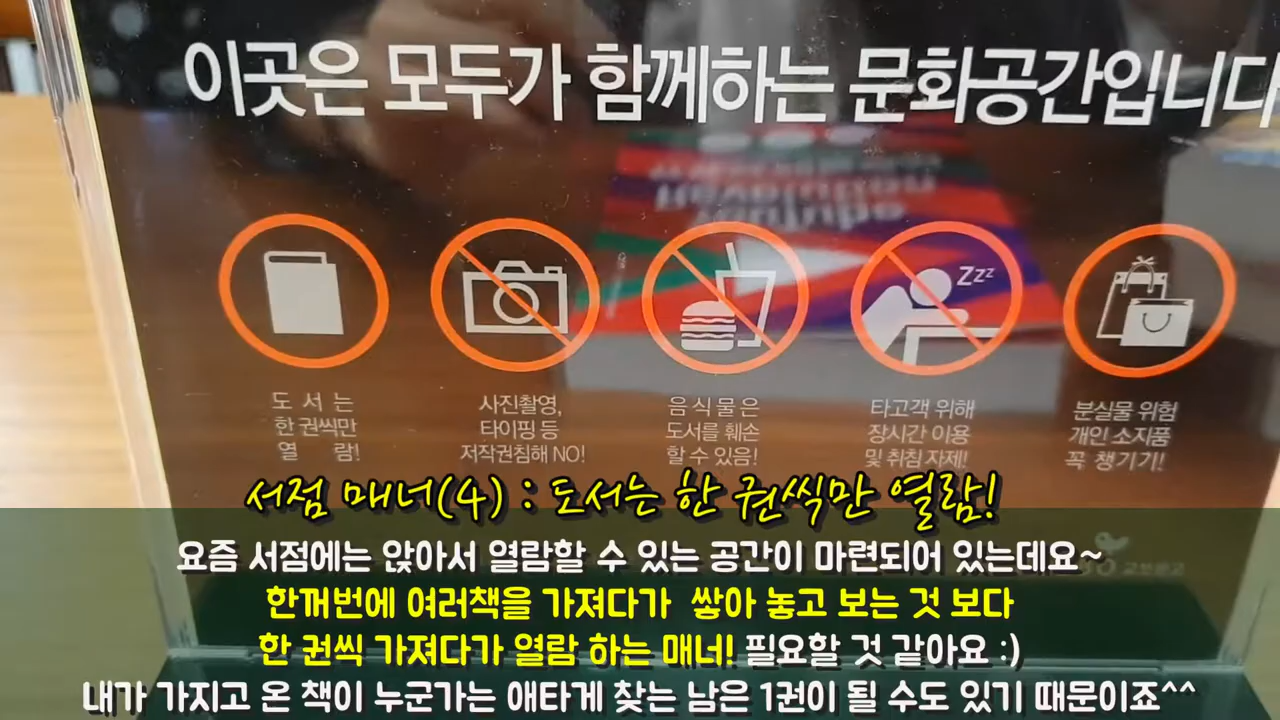 이곳은 모두가 함께하는 문화공간입니다
Revolution
YouTube
Zzz
도 서 는
한 권씩만
열 람!
사진촬영,
타이핑 등
저작권침해 NO!
음식물은
도서를 훼손
할 수 있음!
타고객 위해
장시간 이용
및 취침 자제!
분실물 위험
개인 소지품
꼭 챙기기!
서점 매너(4) : 도서는 한 권씩만 열람!
요즘 서점에는 앉아서 열람할 수 있는 공간이 마련되어 있는데요~
한꺼번에 여러책을 가져다가 쌓아 놓고 보는 것 보다
한 권씩 가져다가 열람 하는 매너! 필요할 것 같아요 :)
내가 가지고 온 책이 누군가는 애타게 찾는 남은 1권이 될 수도 있기 때문이죠^^
교보문고